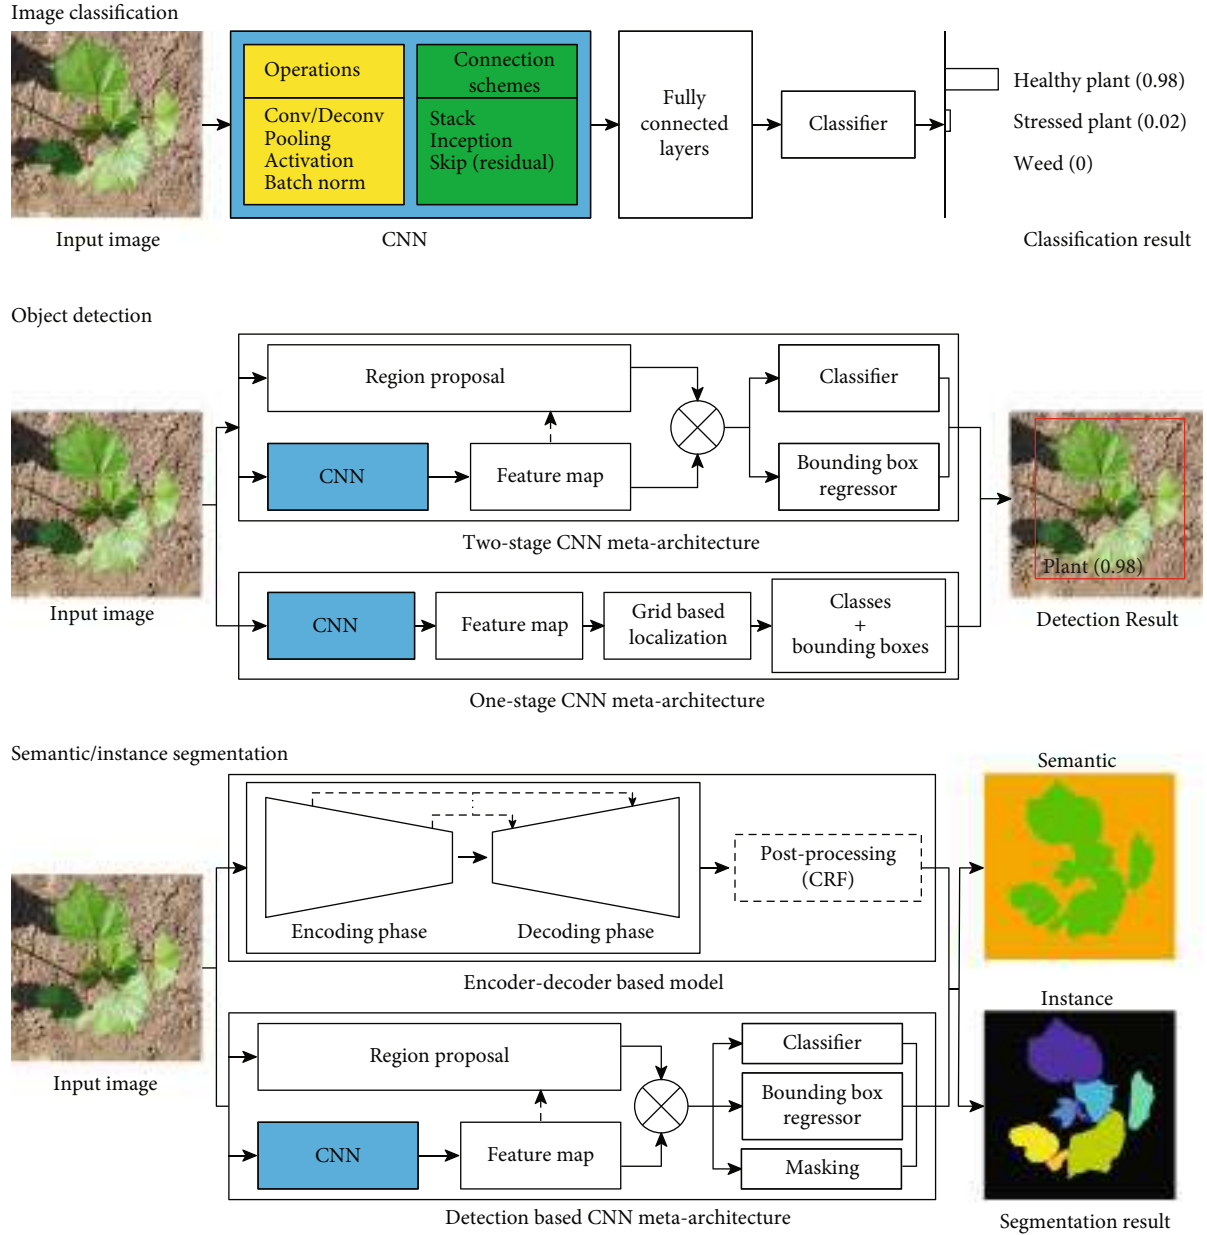 Image classification
Operations
Conv/Deconv
Pooling
Activation
Batch norm
Connection
schemes
Stack
Inception
Skip (residual)
Fully
connected
layers
Classifier
Healthy plant (0.98)
Stressed plant (0.02)
Weed (0)
Input image
CNN
Classification result
Object detection
Region proposal
Classifier
CNN
Feature map
Bounding box
regressor
Two-stage CNN meta-architecture
Plant (0.98)
Input image
Detection Result
CNN
Feature map
Grid based
localization
Classes
+
bounding boxes
One-stage CNN meta-architecture
Semantic/instance segmentation
Semantic
Post-processing
(CRF)
Encoding phase
Decoding phase
Encoder-decoder based model
Instance
Input image
Region proposal
Classifier
Bounding box
regressor
CNN
Feature map
Masking
Detection based CNN meta-architecture
Segmentation result